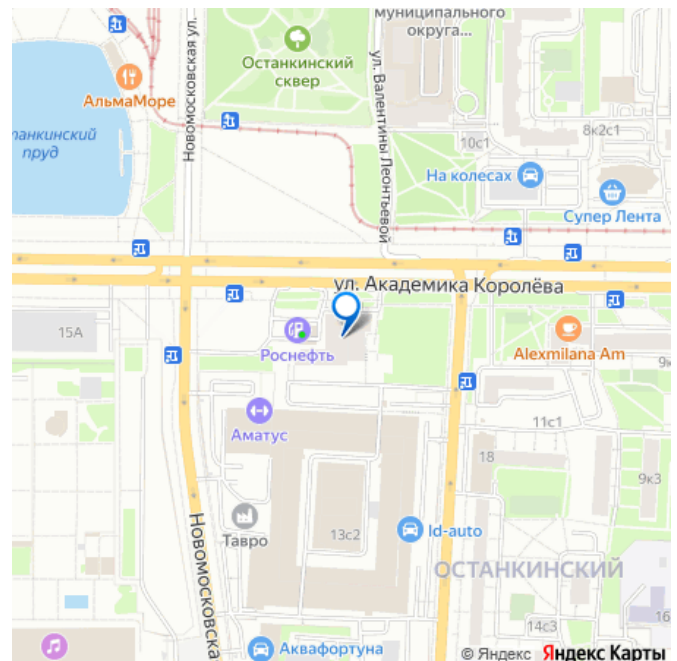 муниципального
округа...
Останкинский
сквер
Новомосковская ул.
ул. Валентины Леонтьевой
АльмаМоре
танкинский
пруд
10с1
8к2с1
На колесах
Супер Лента
ул. Академика Королёва
15А
Роснефть
Alexmilana Am
9к
Аматус
11с1
18
9к3
Тавро
13с2
Id-auto
Новомосковска
ОСТАНКИНСКИЙ
14с3
16
Аквафортуна
© Яндекс Яндекс Карты